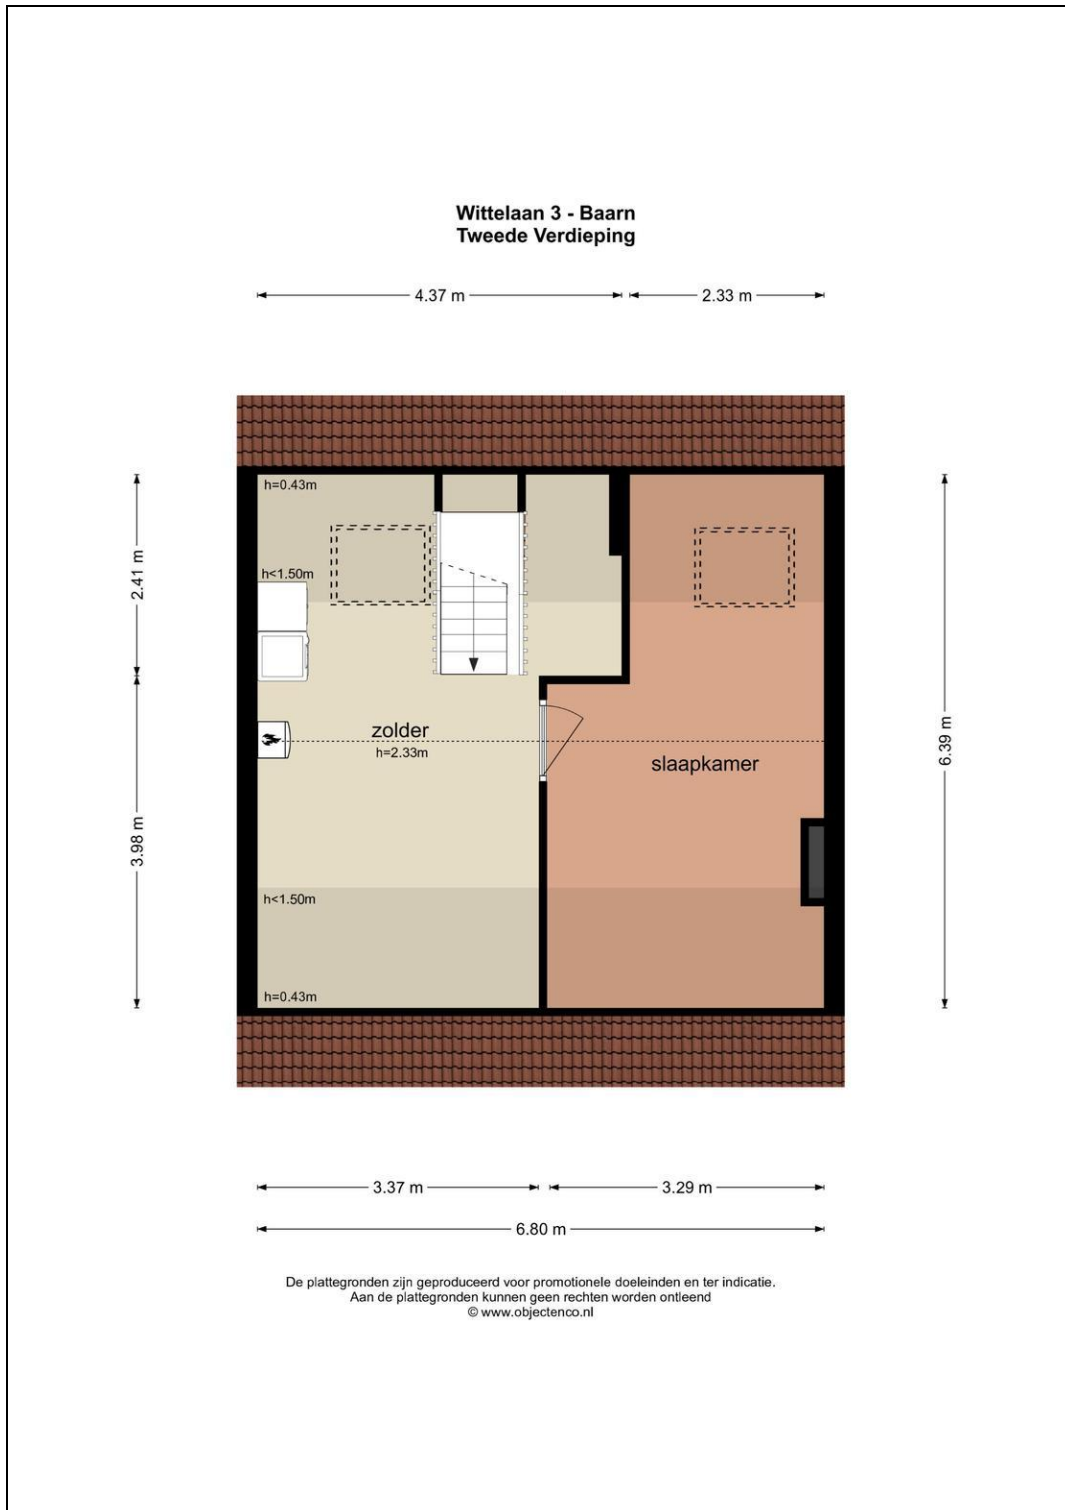 Wittelaan 3 - Baarn
Tweede Verdieping
4.37 m
2.33 m
h=0.43m
h<1.50m
2.41 m
zolder
h=2.33m
slaapkamer
6.39 m
3.98 m
h<1.50m
h=0.43m
3.37 m
3.29 m
6.80 m
De plattegronden zijn geproduceerd voor promotionele doeleinden en ter indicatie.
Aan de plattegronden kunnen geen rechten worden ontleend
© www.objectenco.nl